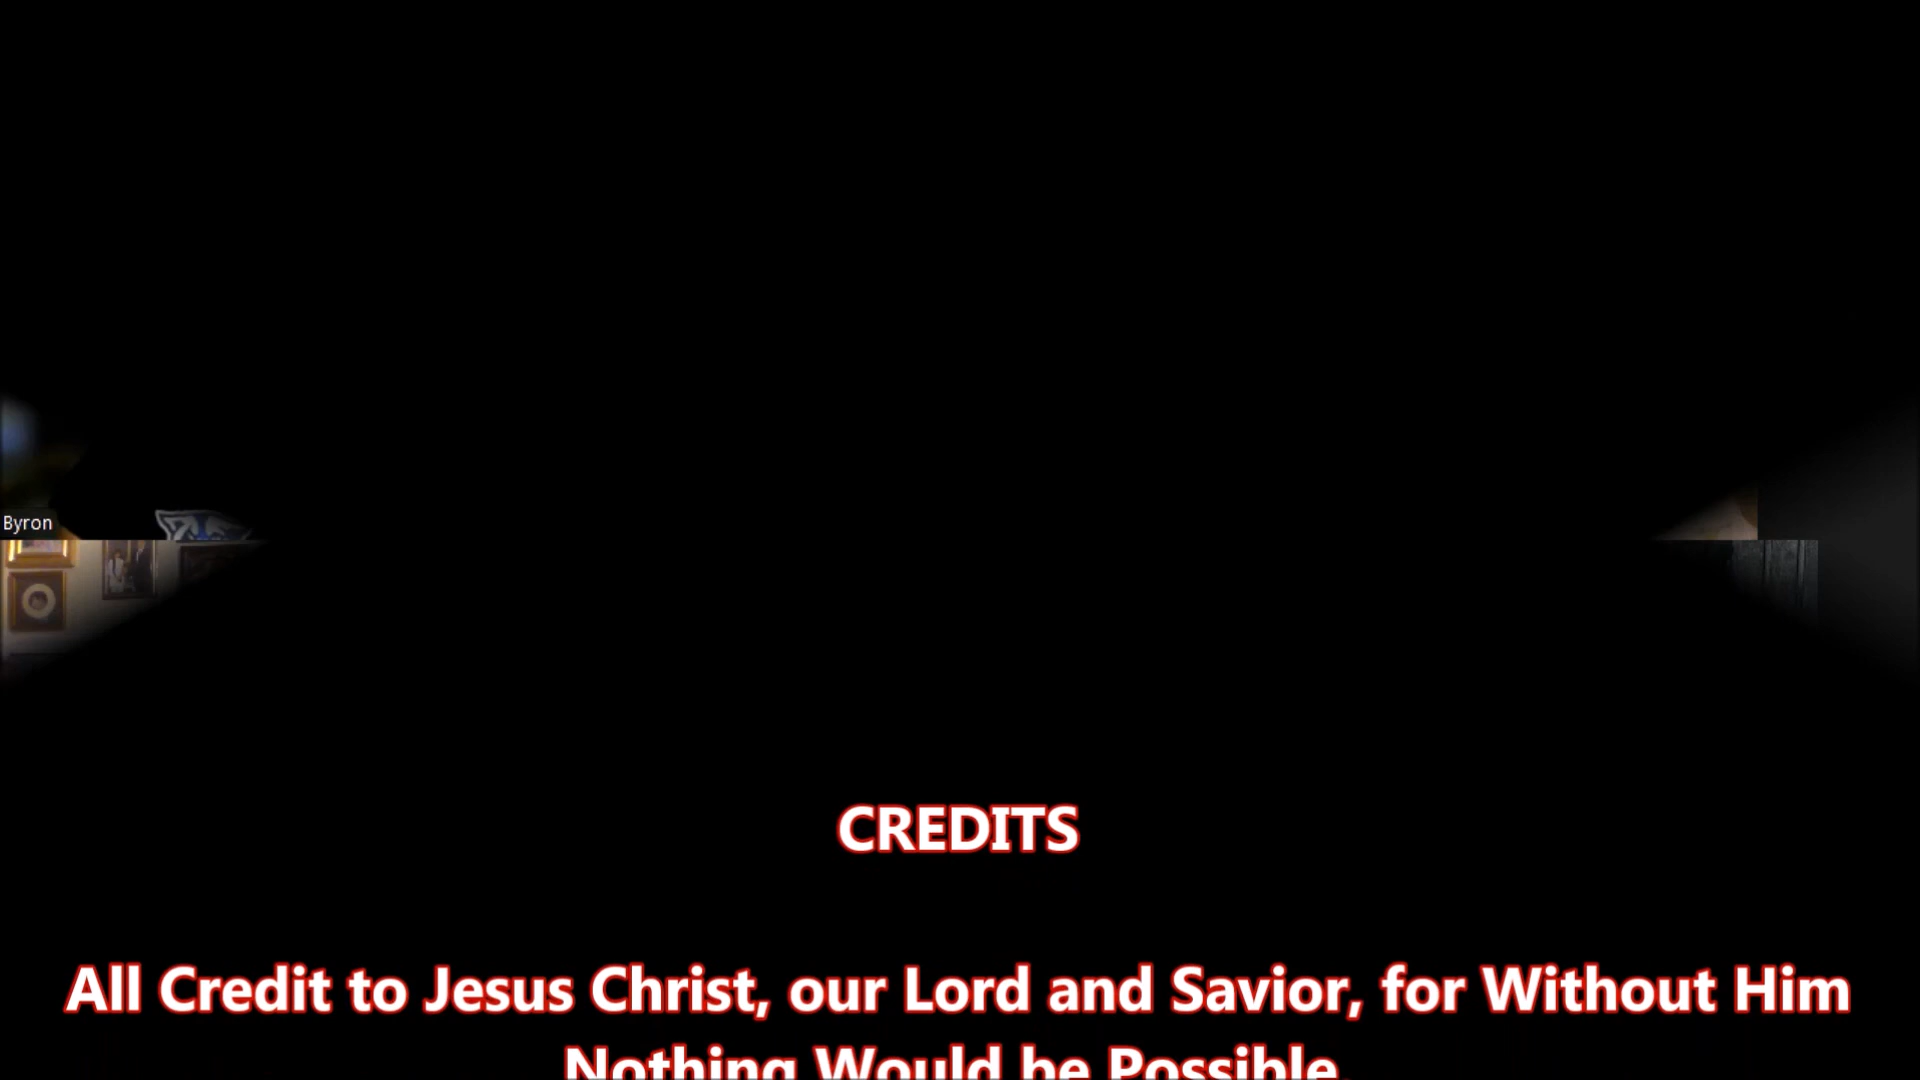 Byron
CREDITS
All Credit to Jesus Christ, our Lord and Savior, for Without Him
Nothing Would be Possible.